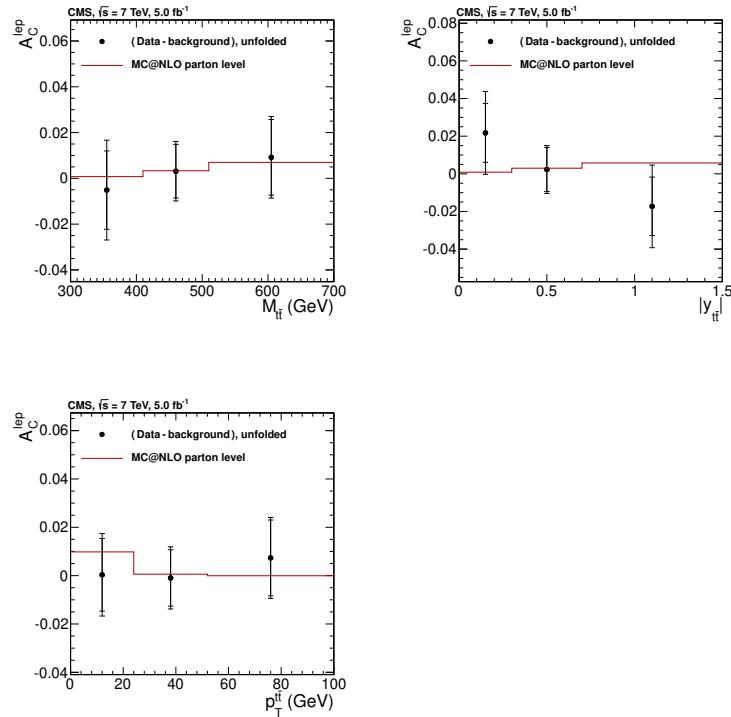 CMS, √s = 7 TeV, 5.0 fb⁻¹
A_C^lep
0.06
0.04
0.02
0
-0.02
-0.04
(Data - background), unfolded
MC@NLO parton level
300 400 500 600 700
M_tt̄ (GeV)
CMS, √s = 7 TeV, 5.0 fb⁻¹
A_C^lep
0.08
0.06
0.04
0.02
0
-0.02
-0.04
(Data - background), unfolded
MC@NLO parton level
0 0.5 1 1.5
|y_tt̄|
CMS, √s = 7 TeV, 5.0 fb⁻¹
A_C^lep
0.06
0.04
0.02
0
-0.02
-0.04
(Data - background), unfolded
MC@NLO parton level
0 20 40 60 80 100
p_T^tt̄ (GeV)